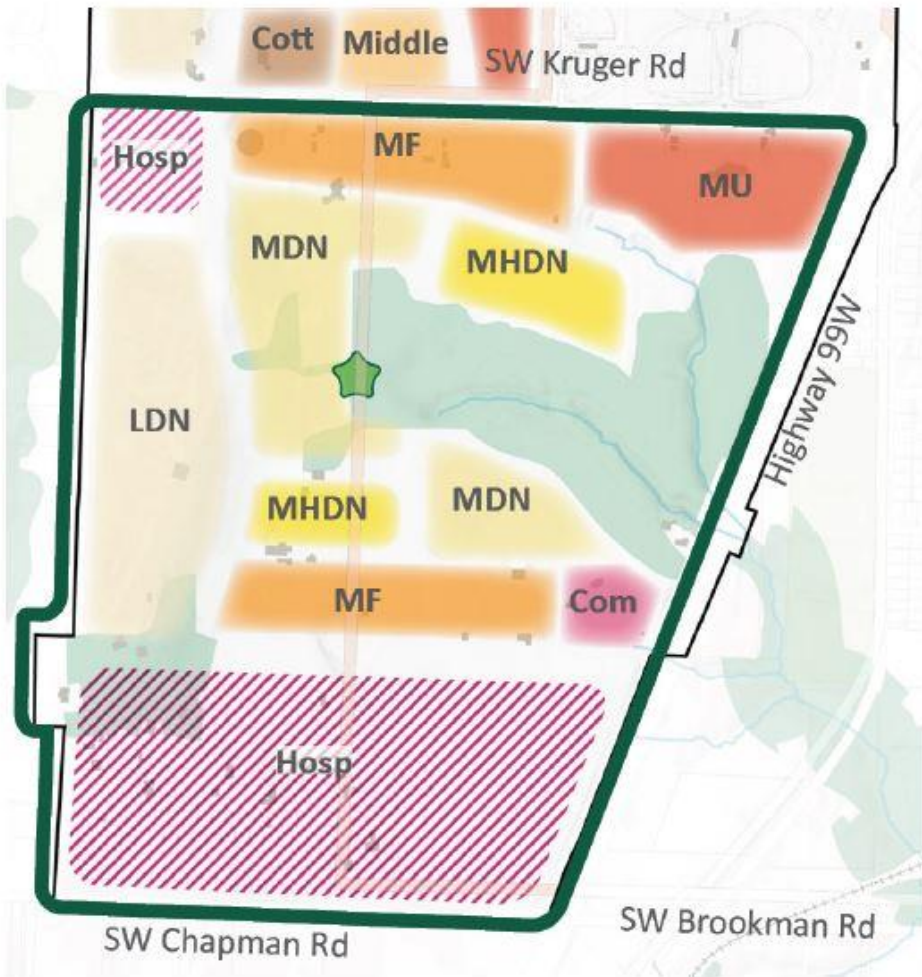 Cott
Middle
SW Kruger Rd
Hosp
MF
MU
MDN
MHDN
Highway 99W
LDN
MHDN
MDN
MF
Com
Hosp
SW Chapman Rd
SW Brookman Rd